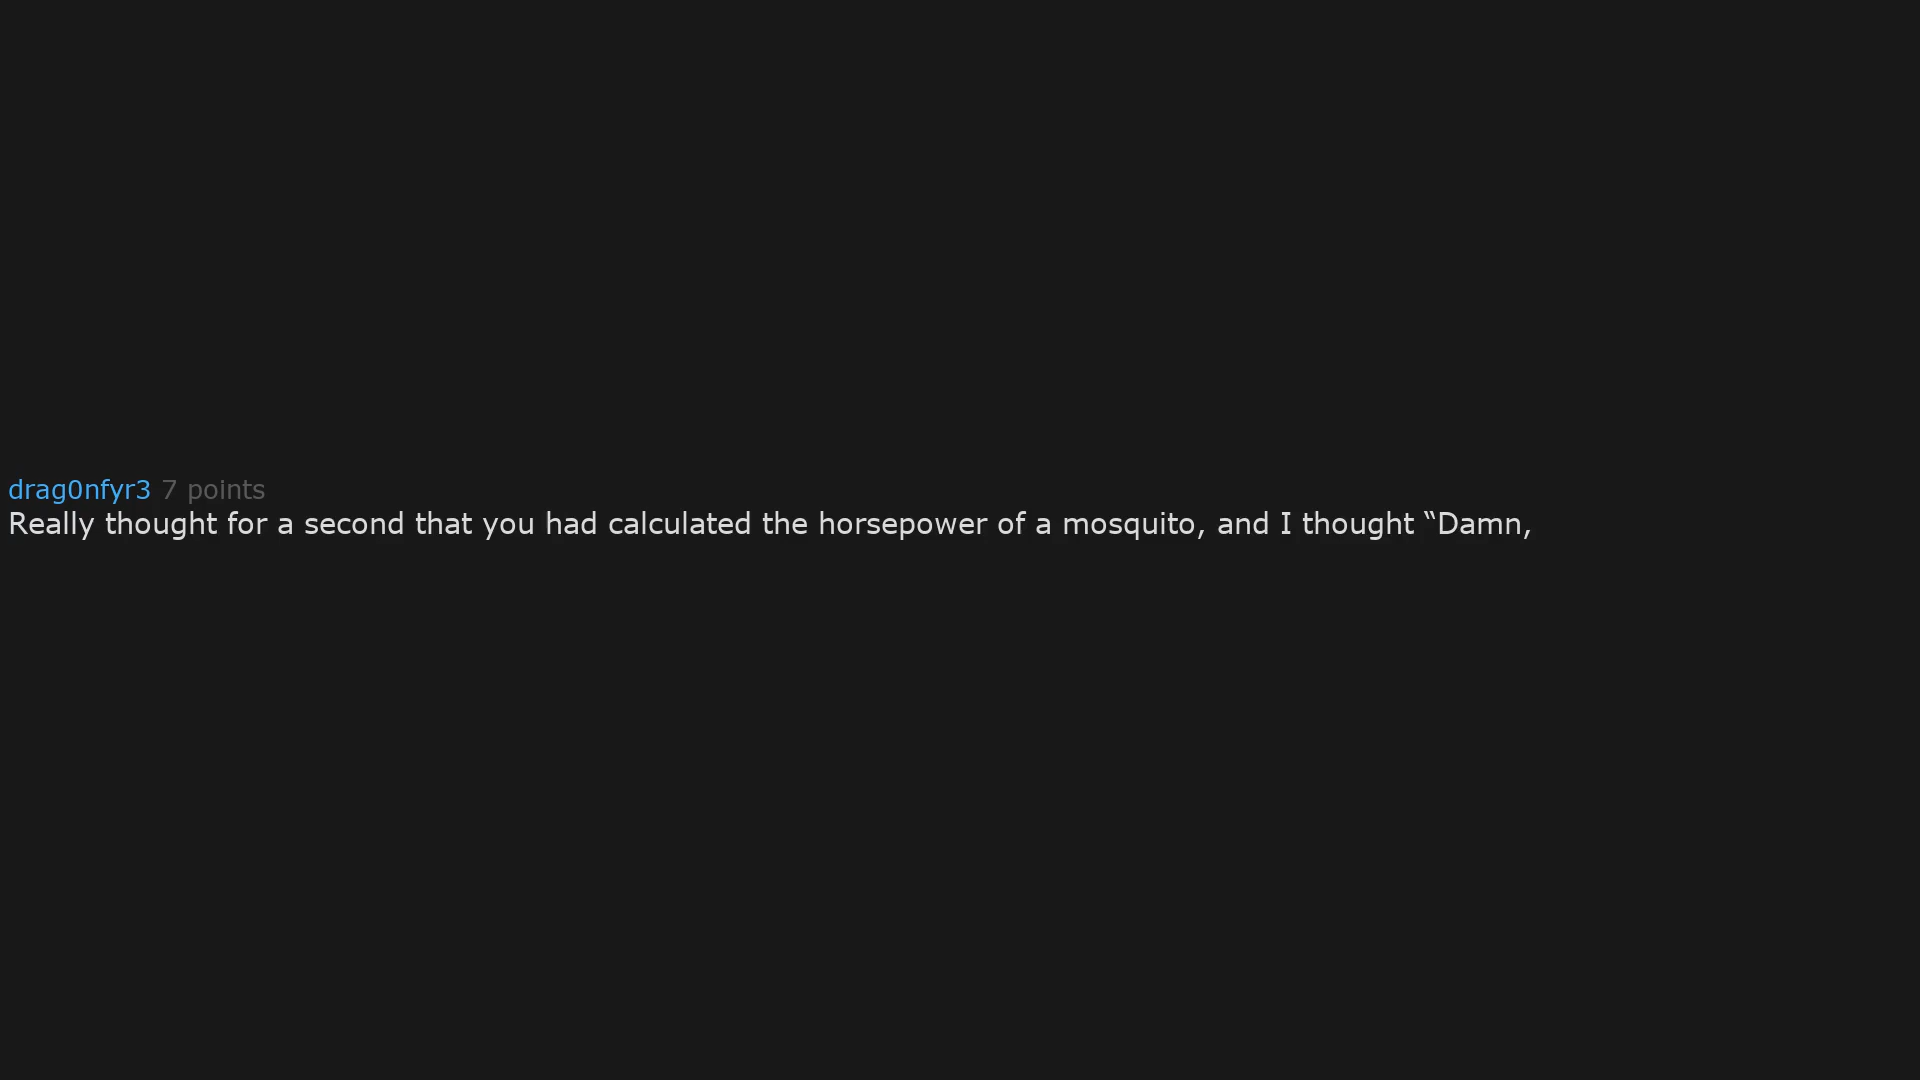 drag0nfyr3 7 points
Really thought for a second that you had calculated the horsepower of a mosquito, and I thought “Damn,